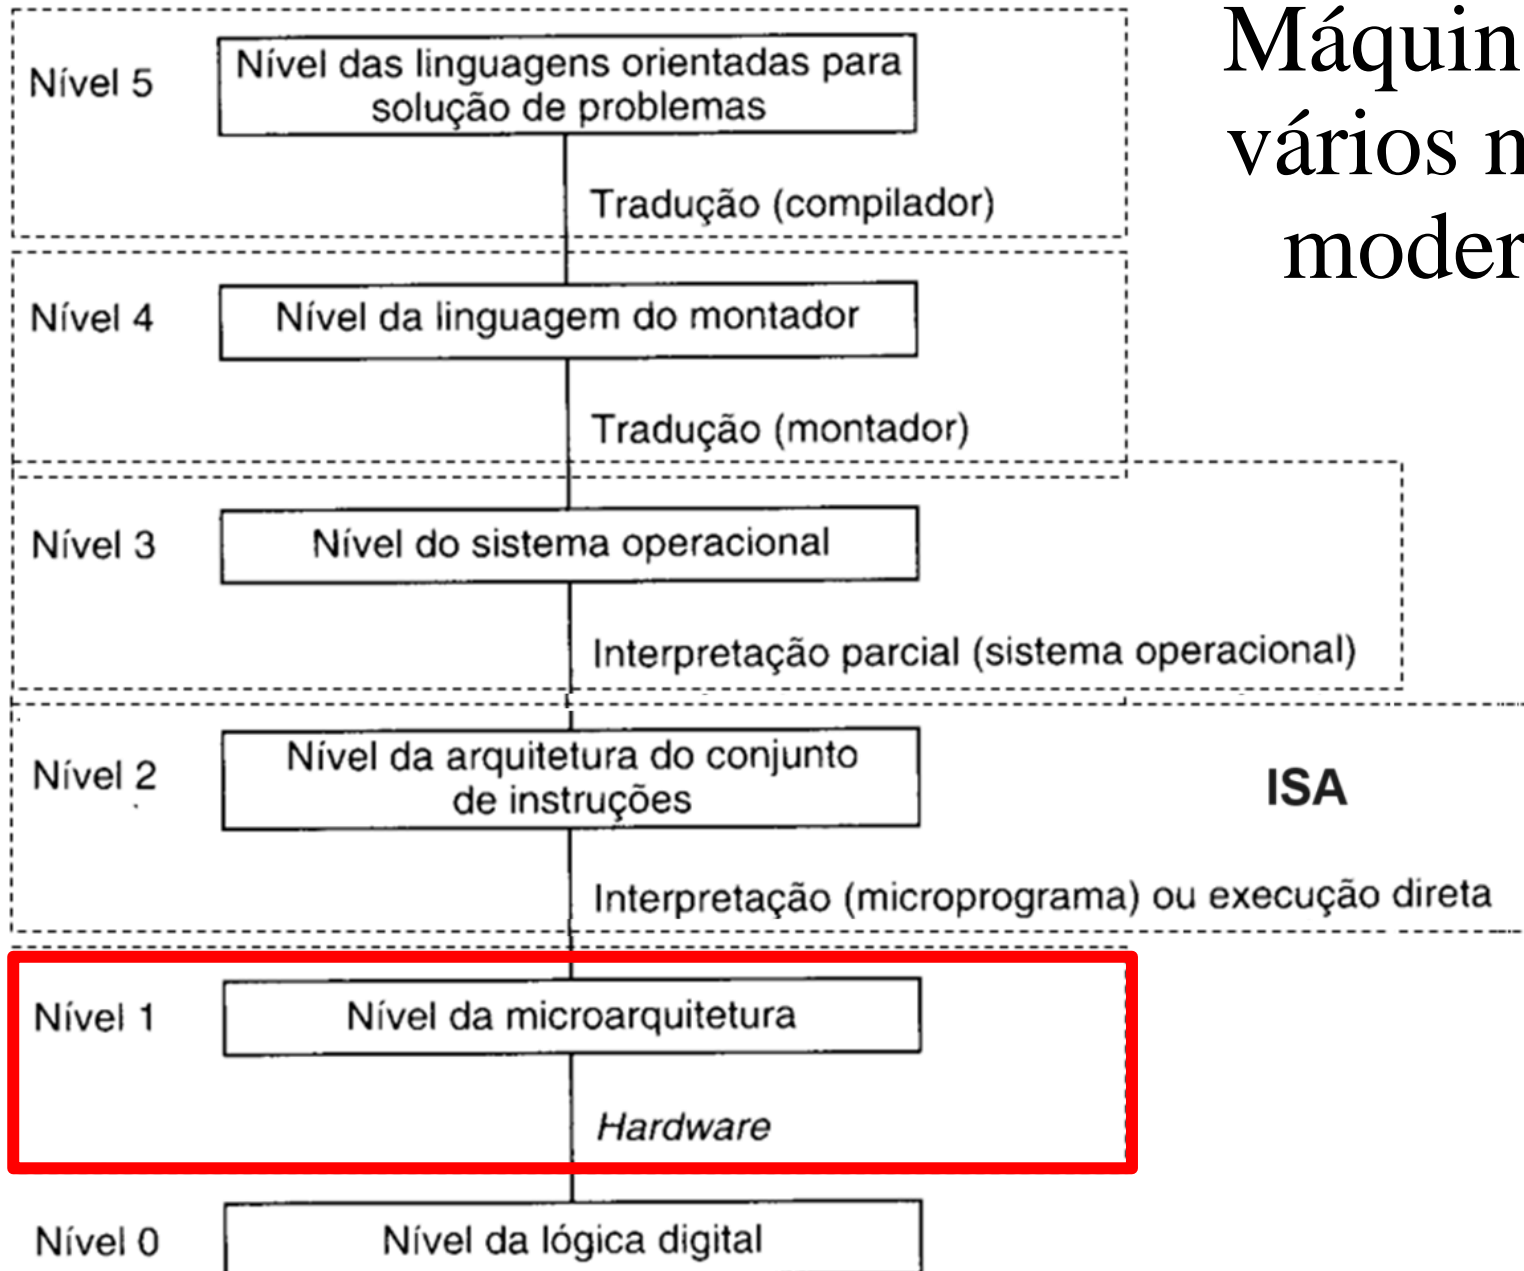 Máquin
vários n
moder
Nível 5
Nível das linguagens orientadas para
solução de problemas
Tradução (compilador)
Nível 4
Nível da linguagem do montador
Tradução (montador)
Nível 3
Nível do sistema operacional
Interpretação parcial (sistema operacional)
Nível 2
Nível da arquitetura do conjunto
de instruções
ISA
Interpretação (microprograma) ou execução direta
Nível 1
Nível da microarquitetura
Hardware
Nível 0
Nível da lógica digital